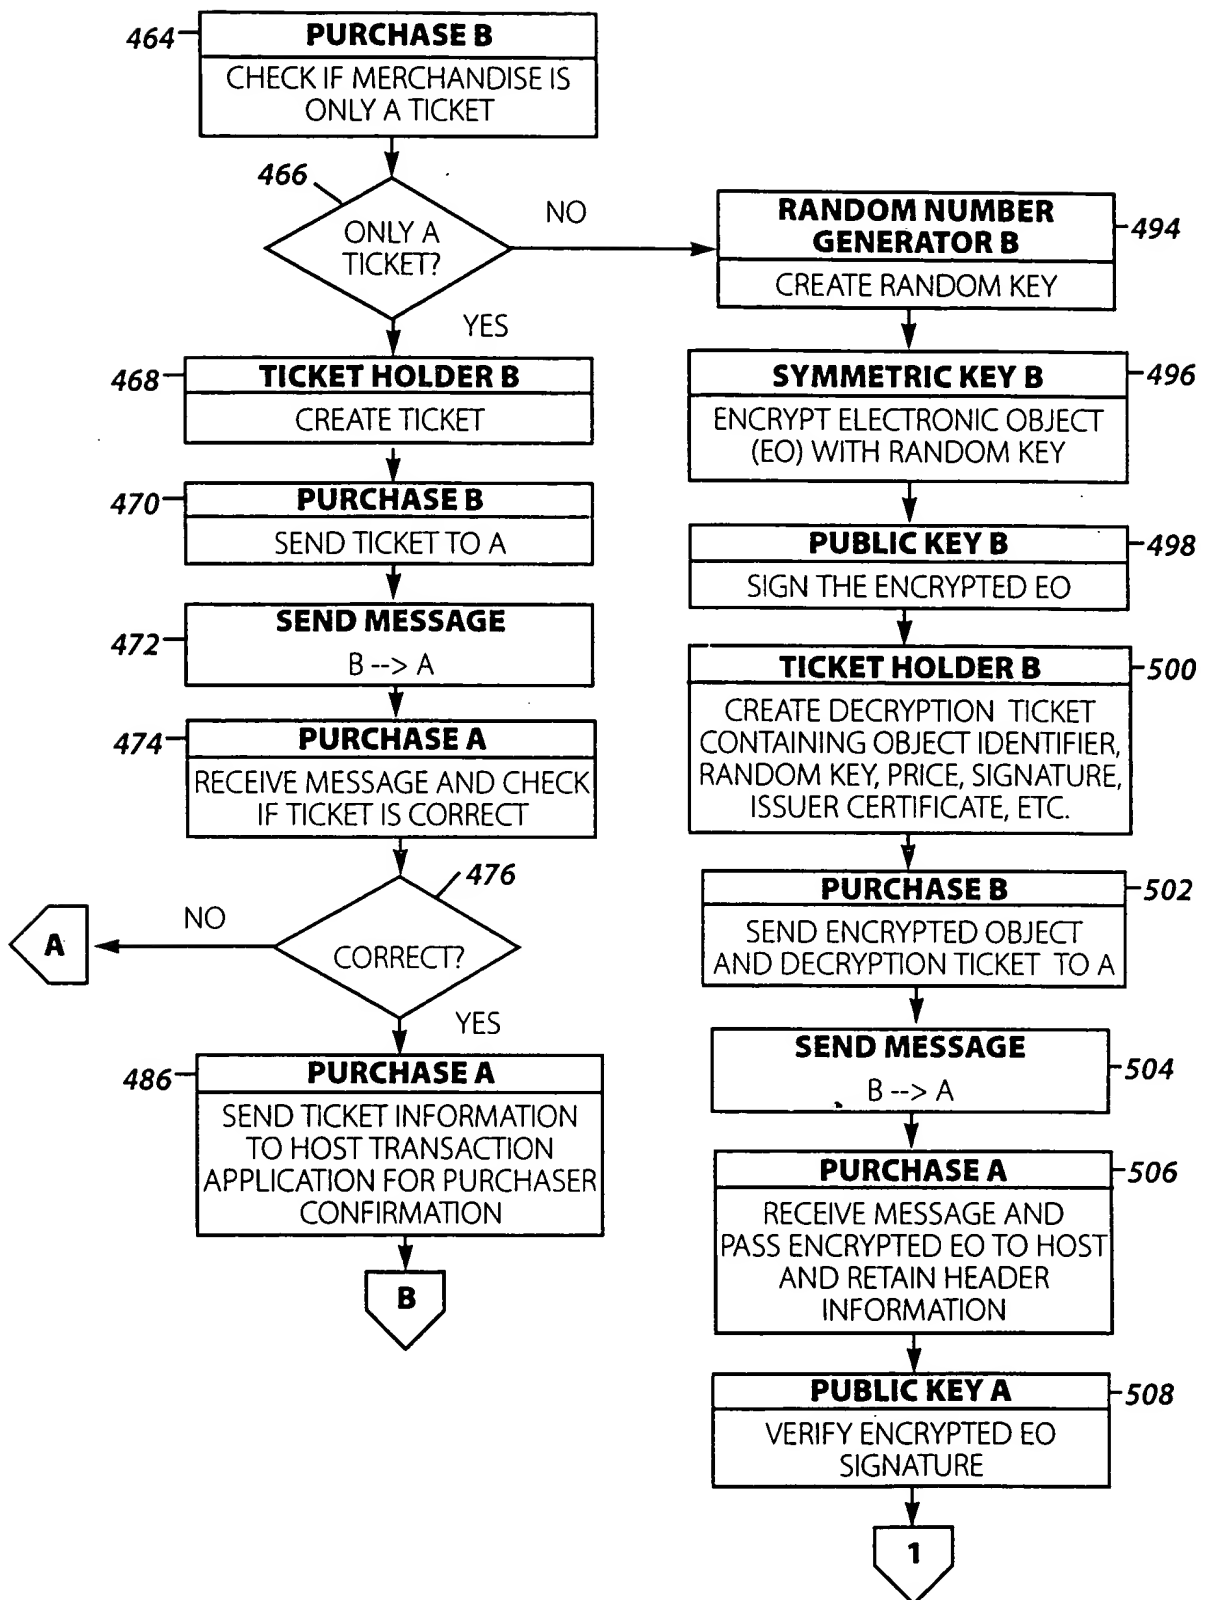 464
PURCHASE B
CHECK IF MERCHANDISE IS
ONLY A TICKET
466
ONLY A
TICKET?
NO
YES
468
TICKET HOLDER B
CREATE TICKET
470
PURCHASE B
SEND TICKET TO A
472
SEND MESSAGE
B --> A
474
PURCHASE A
RECEIVE MESSAGE AND CHECK
IF TICKET IS CORRECT
476
CORRECT?
NO
A
YES
486
PURCHASE A
SEND TICKET INFORMATION
TO HOST TRANSACTION
APPLICATION FOR PURCHASER
CONFIRMATION
B
RANDOM NUMBER
GENERATOR B
494
CREATE RANDOM KEY
SYMMETRIC KEY B
496
ENCRYPT ELECTRONIC OBJECT
(EO) WITH RANDOM KEY
PUBLIC KEY B
498
SIGN THE ENCRYPTED EO
TICKET HOLDER B
500
CREATE DECRYPTION TICKET
CONTAINING OBJECT IDENTIFIER,
RANDOM KEY, PRICE, SIGNATURE,
ISSUER CERTIFICATE, ETC.
PURCHASE B
502
SEND ENCRYPTED OBJECT
AND DECRYPTION TICKET TO A
SEND MESSAGE
504
B --> A
PURCHASE A
506
RECEIVE MESSAGE AND
PASS ENCRYPTED EO TO HOST
AND RETAIN HEADER
INFORMATION
PUBLIC KEY A
508
VERIFY ENCRYPTED EO
SIGNATURE
1